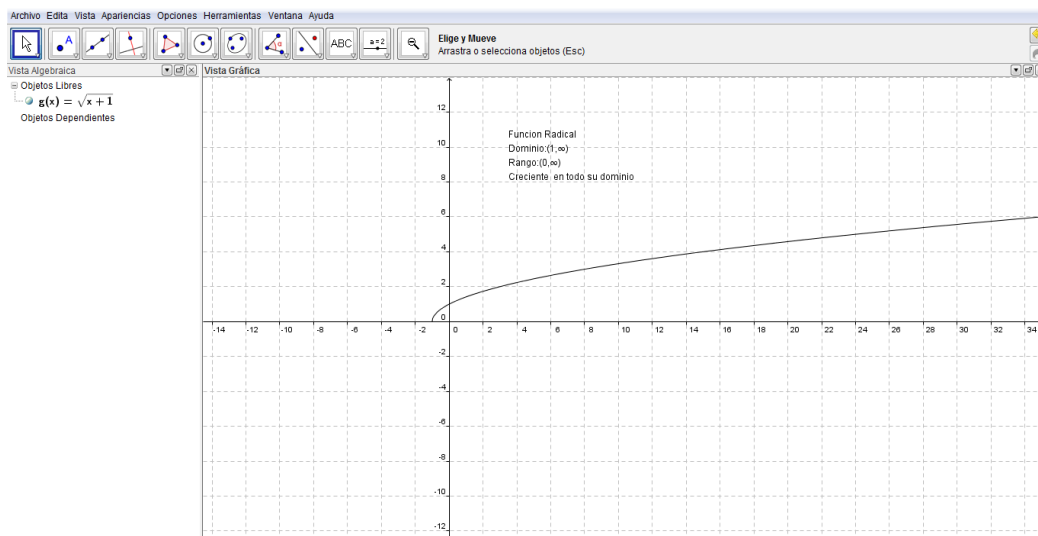 Archivo Edita Vista Apariencias Opciones Herramientas Ventana Ayuda
A
α
ABC
a=2
Elige y Mueve
Arrastra o selecciona objetos (Esc)
Vista Algebraica
Vista Gráfica
Objetos Libres
g(x) = √x + 1
Objetos Dependientes
Funcion Radical
Dominio:(1,∞)
Rango:(0,∞)
Creciente en todo su dominio
12
10
8
6
4
2
0
-14 -12 -10 -8 -6 -4 -2 0 2 4 6 8 10 12 14 16 18 20 22 24 26 28 30 32 34
-2
-4
-6
-8
-10
-12